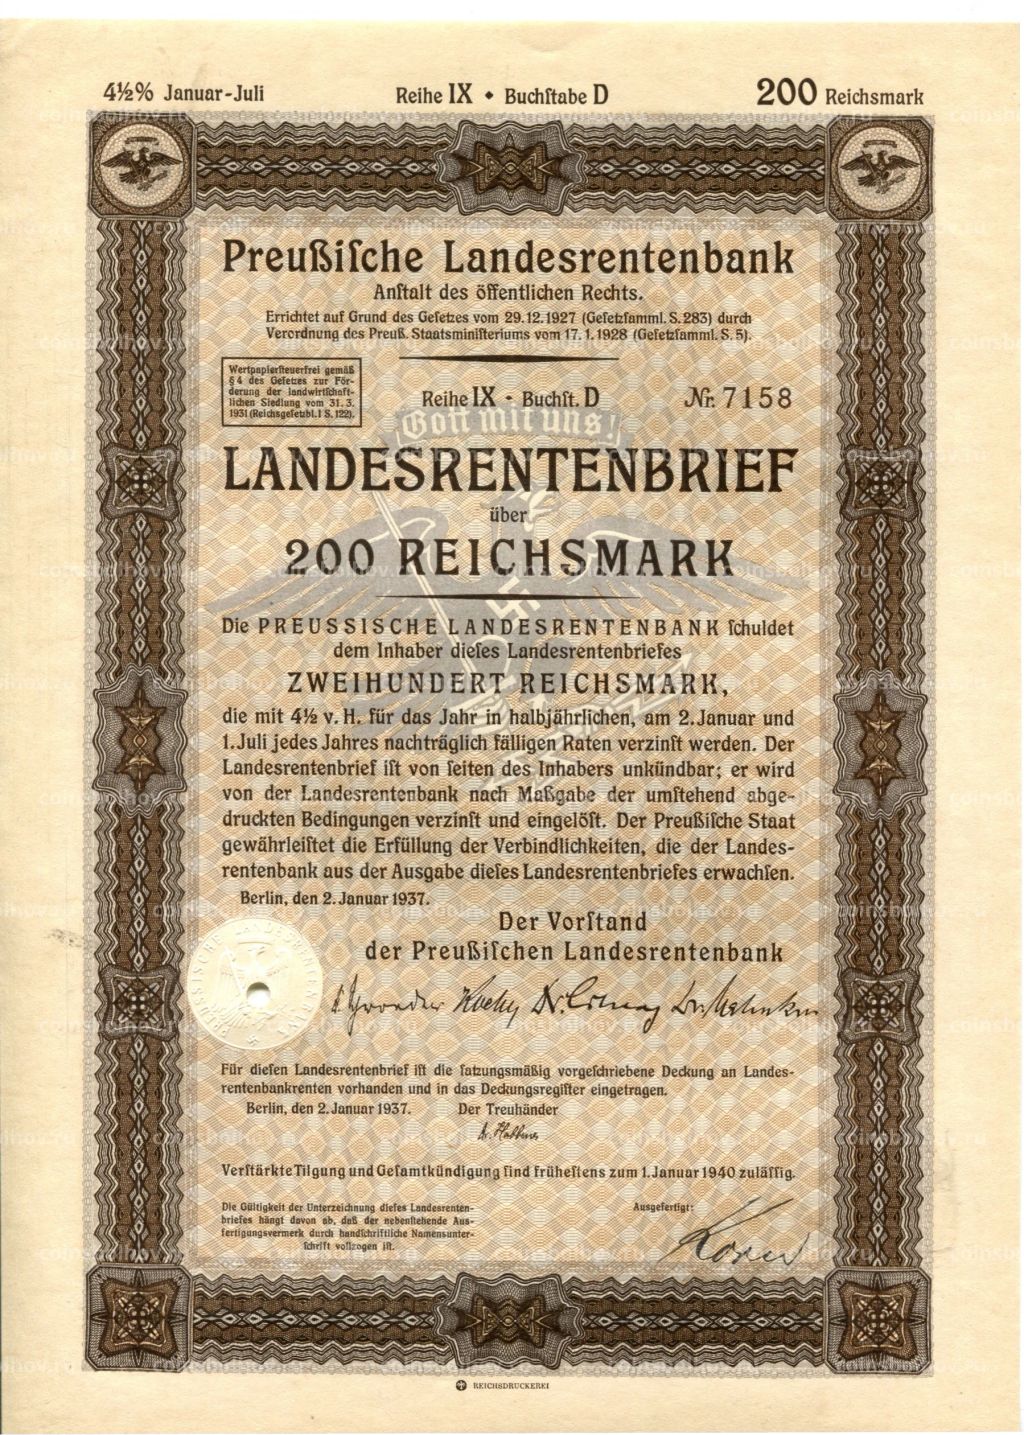 4½% Januar-Juli Reihe IX • Buchſtabe D 200 Reichsmark
Preußiſche Landesrentenbank
Anſtalt des öffentlichen Rechts.
Errichtet auf Grund des Geſetzes vom 29.12.1927 (Geſetzſamml. S. 283) durch
Verordnung des Preuß. Staatsminiſteriums vom 17.1.1928 (Geſetzſamml. S. 5).
Wertpapierſteuerfrei gemäß
§ 4 des Geſetzes zur För-
derung der landwirtſchaft-
lichen Siedlung vom 31. 3.
1931 (Reichsgeſetzbl. I S. 122).
Reihe IX - Buchſt. D Nr. 7158
Gott mit uns!
LANDESRENTENBRIEF
über
200 REICHSMARK
Die PREUSSISCHE LANDESRENTENBANK ſchuldet
dem Inhaber dieſes Landesrentenbriefes
ZWEIHUNDERT REICHSMARK,
die mit 4½ v. H. für das Jahr in halbjährlichen, am 2. Januar und
1. Juli jedes Jahres nachträglich fälligen Raten verzinſt werden. Der
Landesrentenbrief iſt von ſeiten des Inhabers unkündbar; er wird
von der Landesrentenbank nach Maßgabe der umſtehend abge-
druckten Bedingungen verzinſt und eingelöſt. Der Preußiſche Staat
gewährleiſtet die Erfüllung der Verbindlichkeiten, die der Landes-
rentenbank aus der Ausgabe dieſes Landesrentenbriefes erwachſen.
Berlin, den 2. Januar 1937.
Der Vorſtand
der Preußiſchen Landesrentenbank
PREUSSISCHE LANDESRENTENBANK
Für dieſen Landesrentenbrief iſt die ſatzungsmäßig vorgeſchriebene Deckung an Landes-
rentenbankrenten vorhanden und in das Deckungsregiſter eingetragen.
Berlin, den 2. Januar 1937. Der Treuhänder
Verſtärkte Tilgung und Geſamtkündigung ſind früheſtens zum 1. Januar 1940 zuläſſig.
Die Gültigkeit der Unterzeichnung dieſes Landesrenten-
briefes hängt davon ab, daß der nebenſtehende Aus-
fertigungsvermerk durch handſchriftliche Namensunter-
ſchrift vollzogen iſt.
Ausgefertigt:
REICHSDRUCKEREI
coinsbolhov.ru